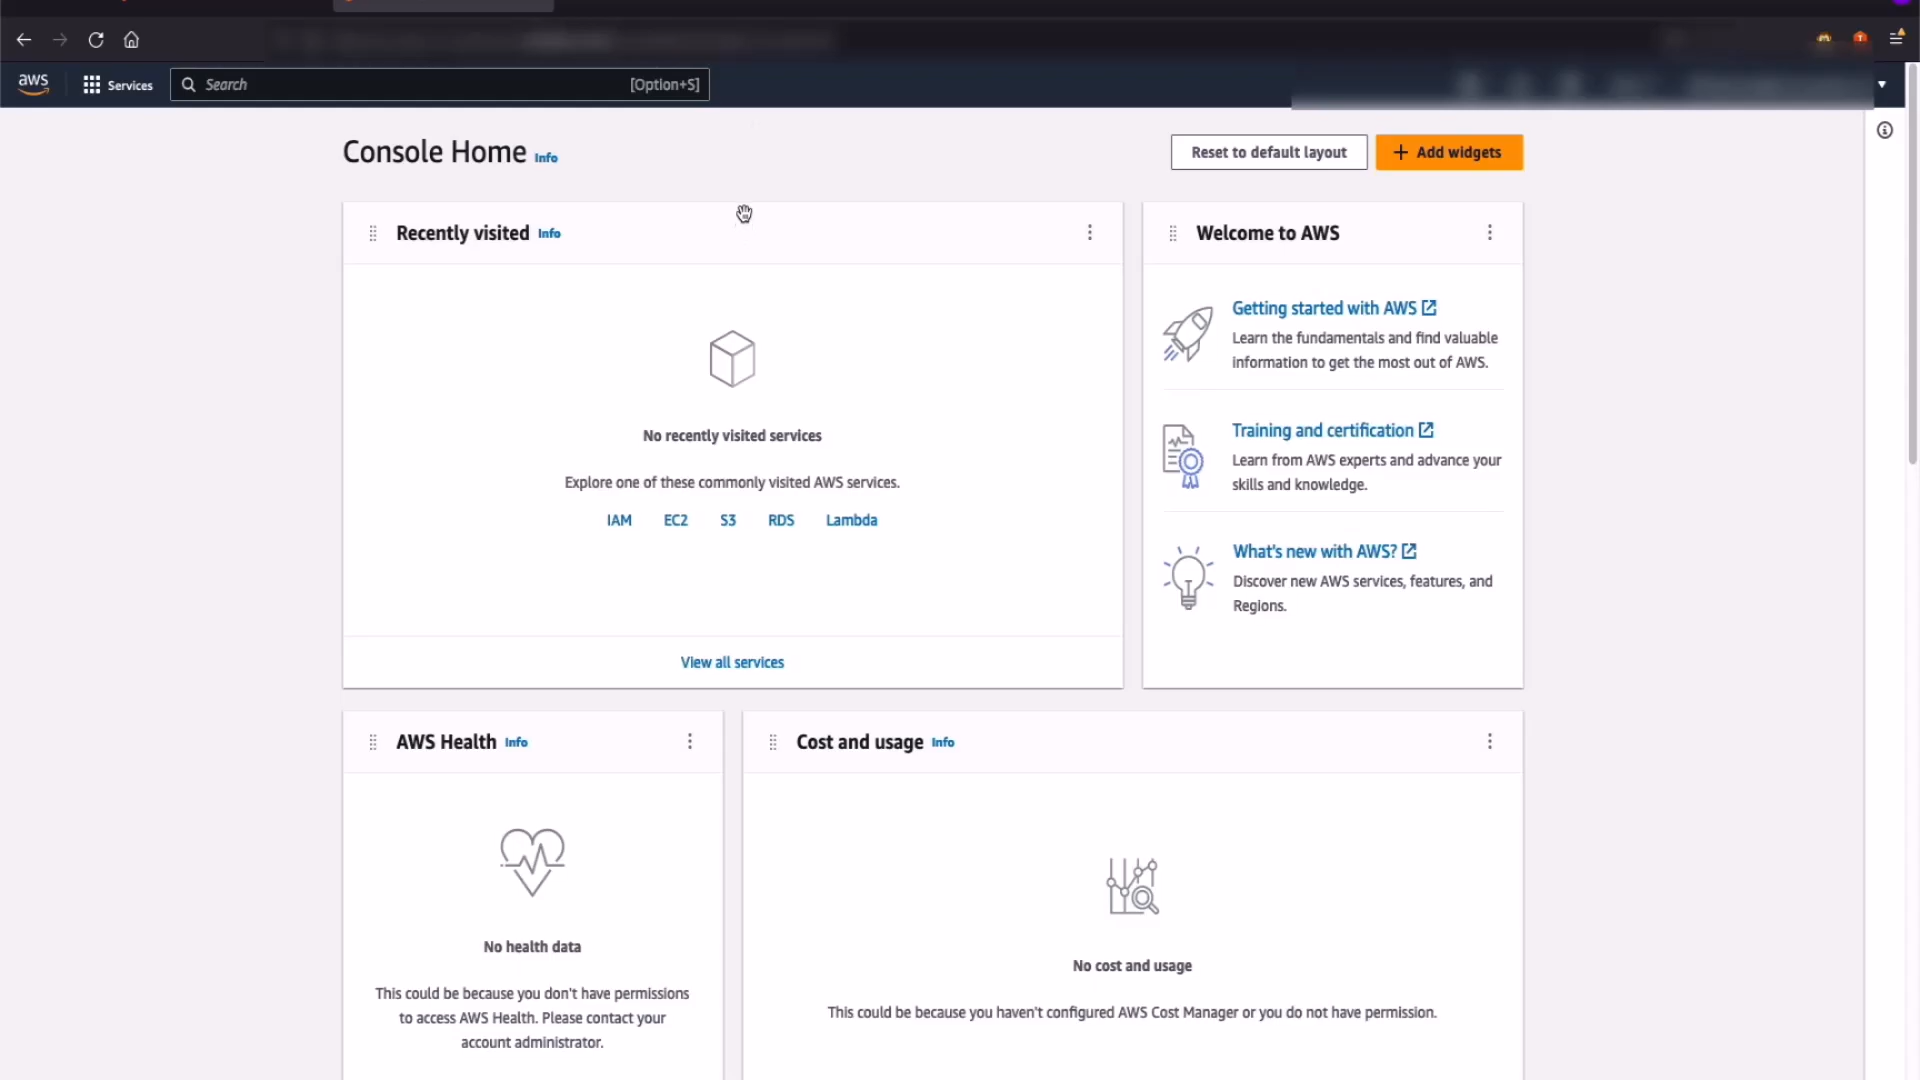 aws
Services
Search
[Option+S]
Console Home Info
Reset to default layout
+ Add widgets
Recently visited Info
No recently visited services
Explore one of these commonly visited AWS services.
IAM EC2 S3 RDS Lambda
View all services
Welcome to AWS
Getting started with AWS
Learn the fundamentals and find valuable
information to get the most out of AWS.
Training and certification
Learn from AWS experts and advance your
skills and knowledge.
What's new with AWS?
Discover new AWS services, features, and
Regions.
AWS Health Info
No health data
This could be because you don't have permissions
to access AWS Health. Please contact your
account administrator.
Cost and usage Info
No cost and usage
This could be because you haven't configured AWS Cost Manager or you do not have permission.